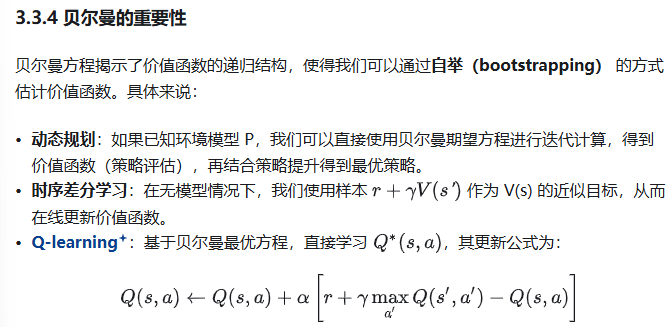 3.3.4 贝尔曼的重要性
贝尔曼方程揭示了价值函数的递归结构，使得我们可以通过自举（bootstrapping） 的方式
估计价值函数。具体来说：
• 动态规划：如果已知环境模型 P，我们可以直接使用贝尔曼期望方程进行迭代计算，得到
价值函数（策略评估），再结合策略提升得到最优策略。
• 时序差分学习：在无模型情况下，我们使用样本 r + γV(s′) 作为 V(s) 的近似目标，从而
在线更新价值函数。
• Q-learning：基于贝尔曼最优方程，直接学习 Q*(s, a)，其更新公式为：
Q(s, a) ← Q(s, a) + α [r + γ max_{a′} Q(s′, a′) − Q(s, a)]